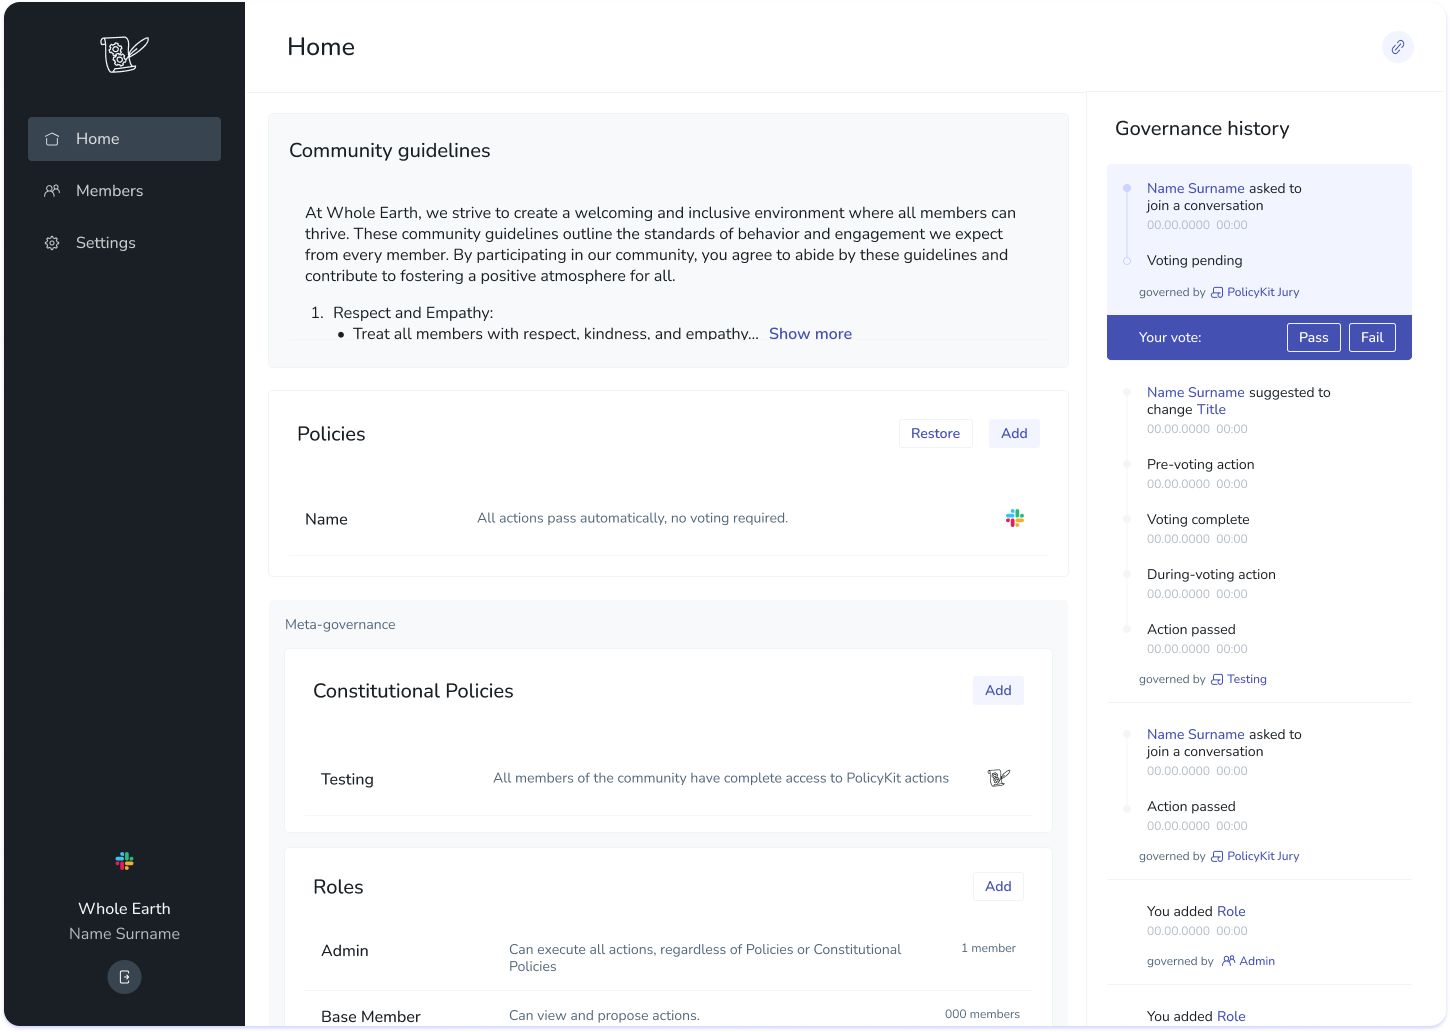 Home
Members
Settings
Whole Earth
Name Surname
Home
Community guidelines
At Whole Earth, we strive to create a welcoming and inclusive environment where all members can
thrive. These community guidelines outline the standards of behavior and engagement we expect
from every member. By participating in our community, you agree to abide by these guidelines and
contribute to fostering a positive atmosphere for all.
1. Respect and Empathy:
• Treat all members with respect, kindness, and empathy... Show more
Policies
Restore
Add
Name
All actions pass automatically, no voting required.
Meta-governance
Constitutional Policies
Add
Testing
All members of the community have complete access to PolicyKit actions
Roles
Add
Admin
Can execute all actions, regardless of Policies or Constitutional
Policies
1 member
Base Member
Can view and propose actions.
000 members
Governance history
Name Surname asked to
join a conversation
00.00.0000 00:00
Voting pending
governed by PolicyKit Jury
Your vote:
Pass
Fail
Name Surname suggested to
change Title
00.00.0000 00:00
Pre-voting action
00.00.0000 00:00
Voting complete
00.00.0000 00:00
During-voting action
00.00.0000 00:00
Action passed
00.00.0000 00:00
governed by Testing
Name Surname asked to
join a conversation
00.00.0000 00:00
Action passed
00.00.0000 00:00
governed by PolicyKit Jury
You added Role
00.00.0000 00:00
governed by Admin
You added Role